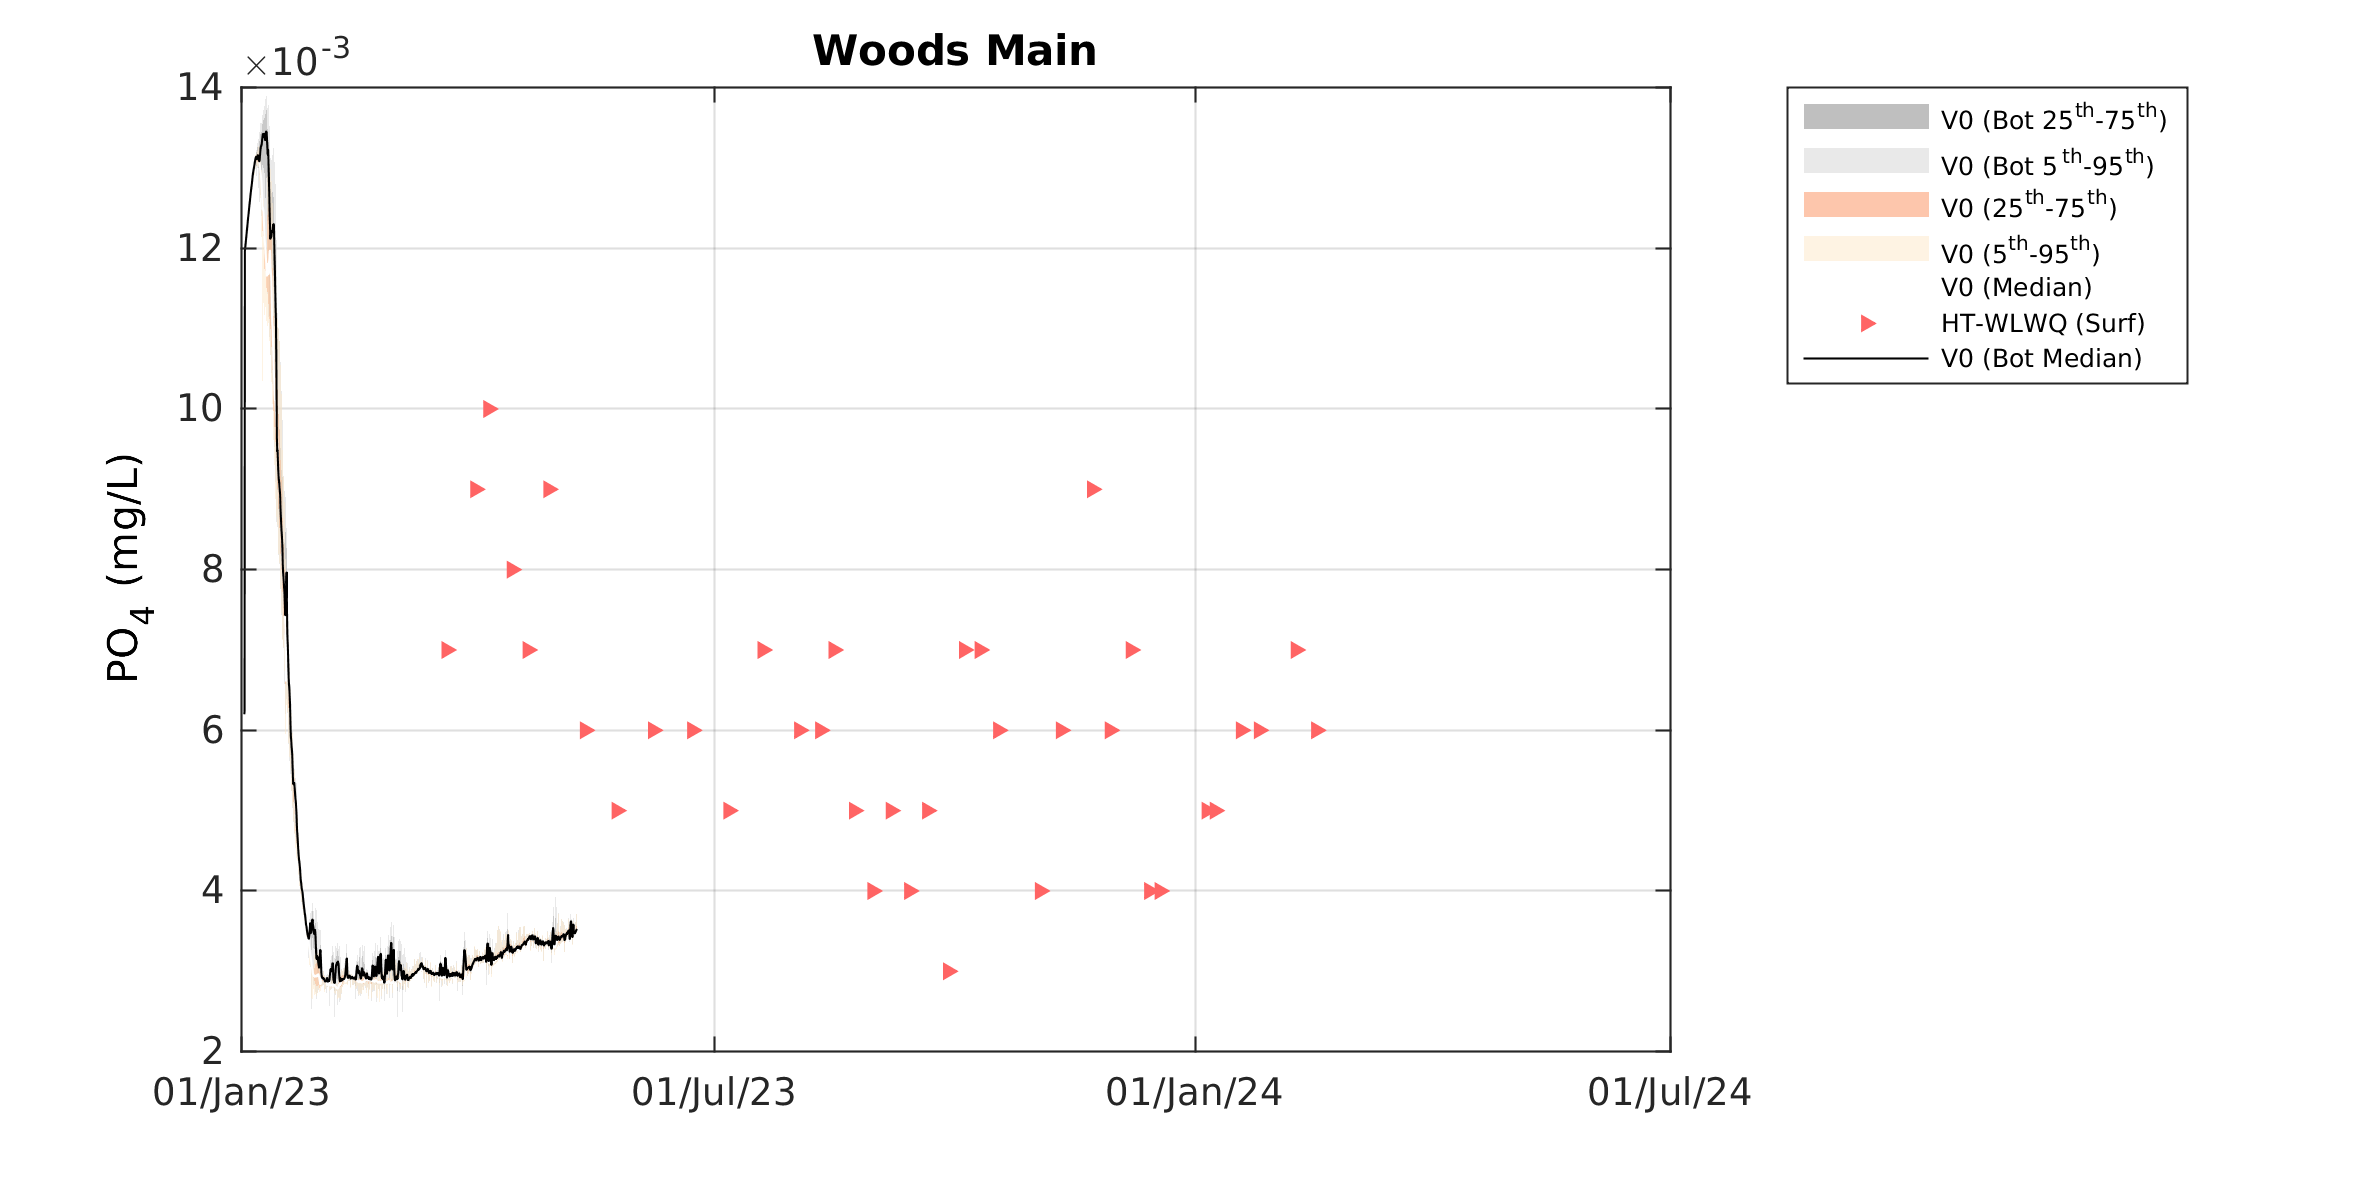 Woods Main
×10-3
14
12
10
8
6
4
2
PO4 (mg/L)
01/Jan/23
01/Jul/23
01/Jan/24
01/Jul/24
V0 (Bot 25th-75th)
V0 (Bot 5th-95th)
V0 (25th-75th)
V0 (5th-95th)
V0 (Median)
HT-WLWQ (Surf)
V0 (Bot Median)